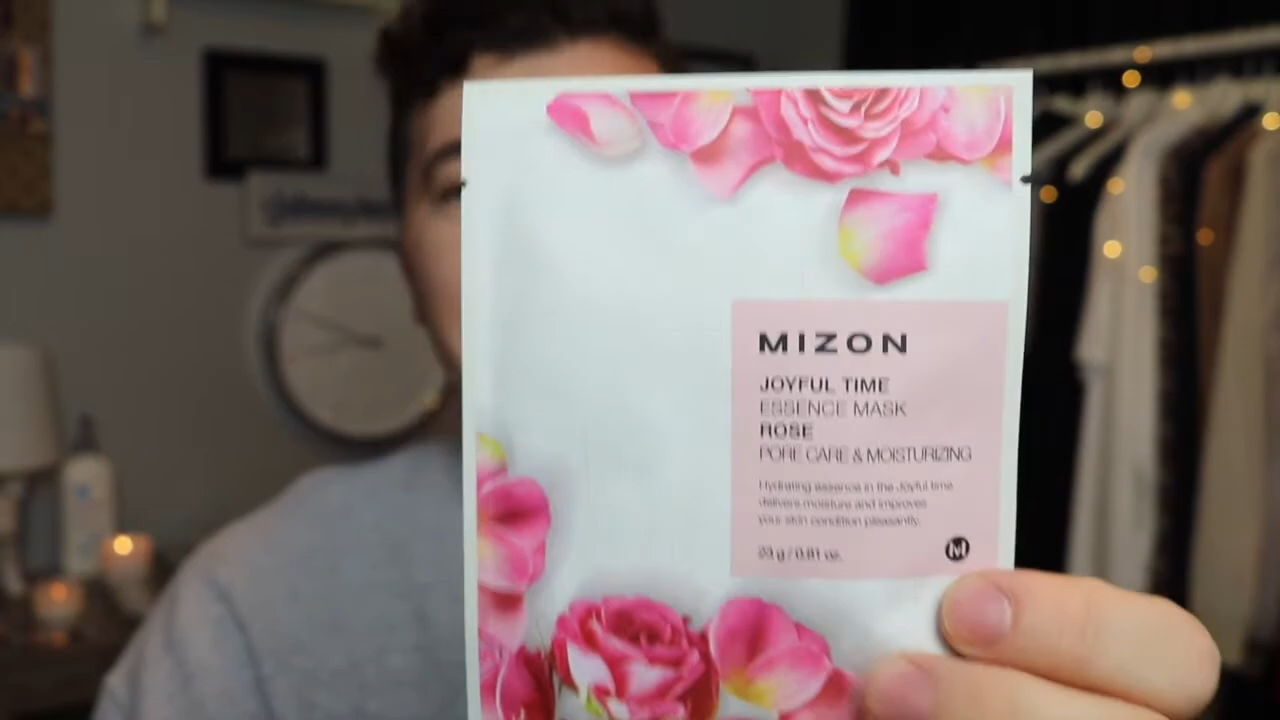 MIZON
JOYFUL TIME
ESSENCE MASK
ROSE
PORE CARE & MOISTURIZING
Hydrating essence in the Joyful time
delivers moisture and improves
your skin condition pleasantly.
23 g / 0.81 oz.
M